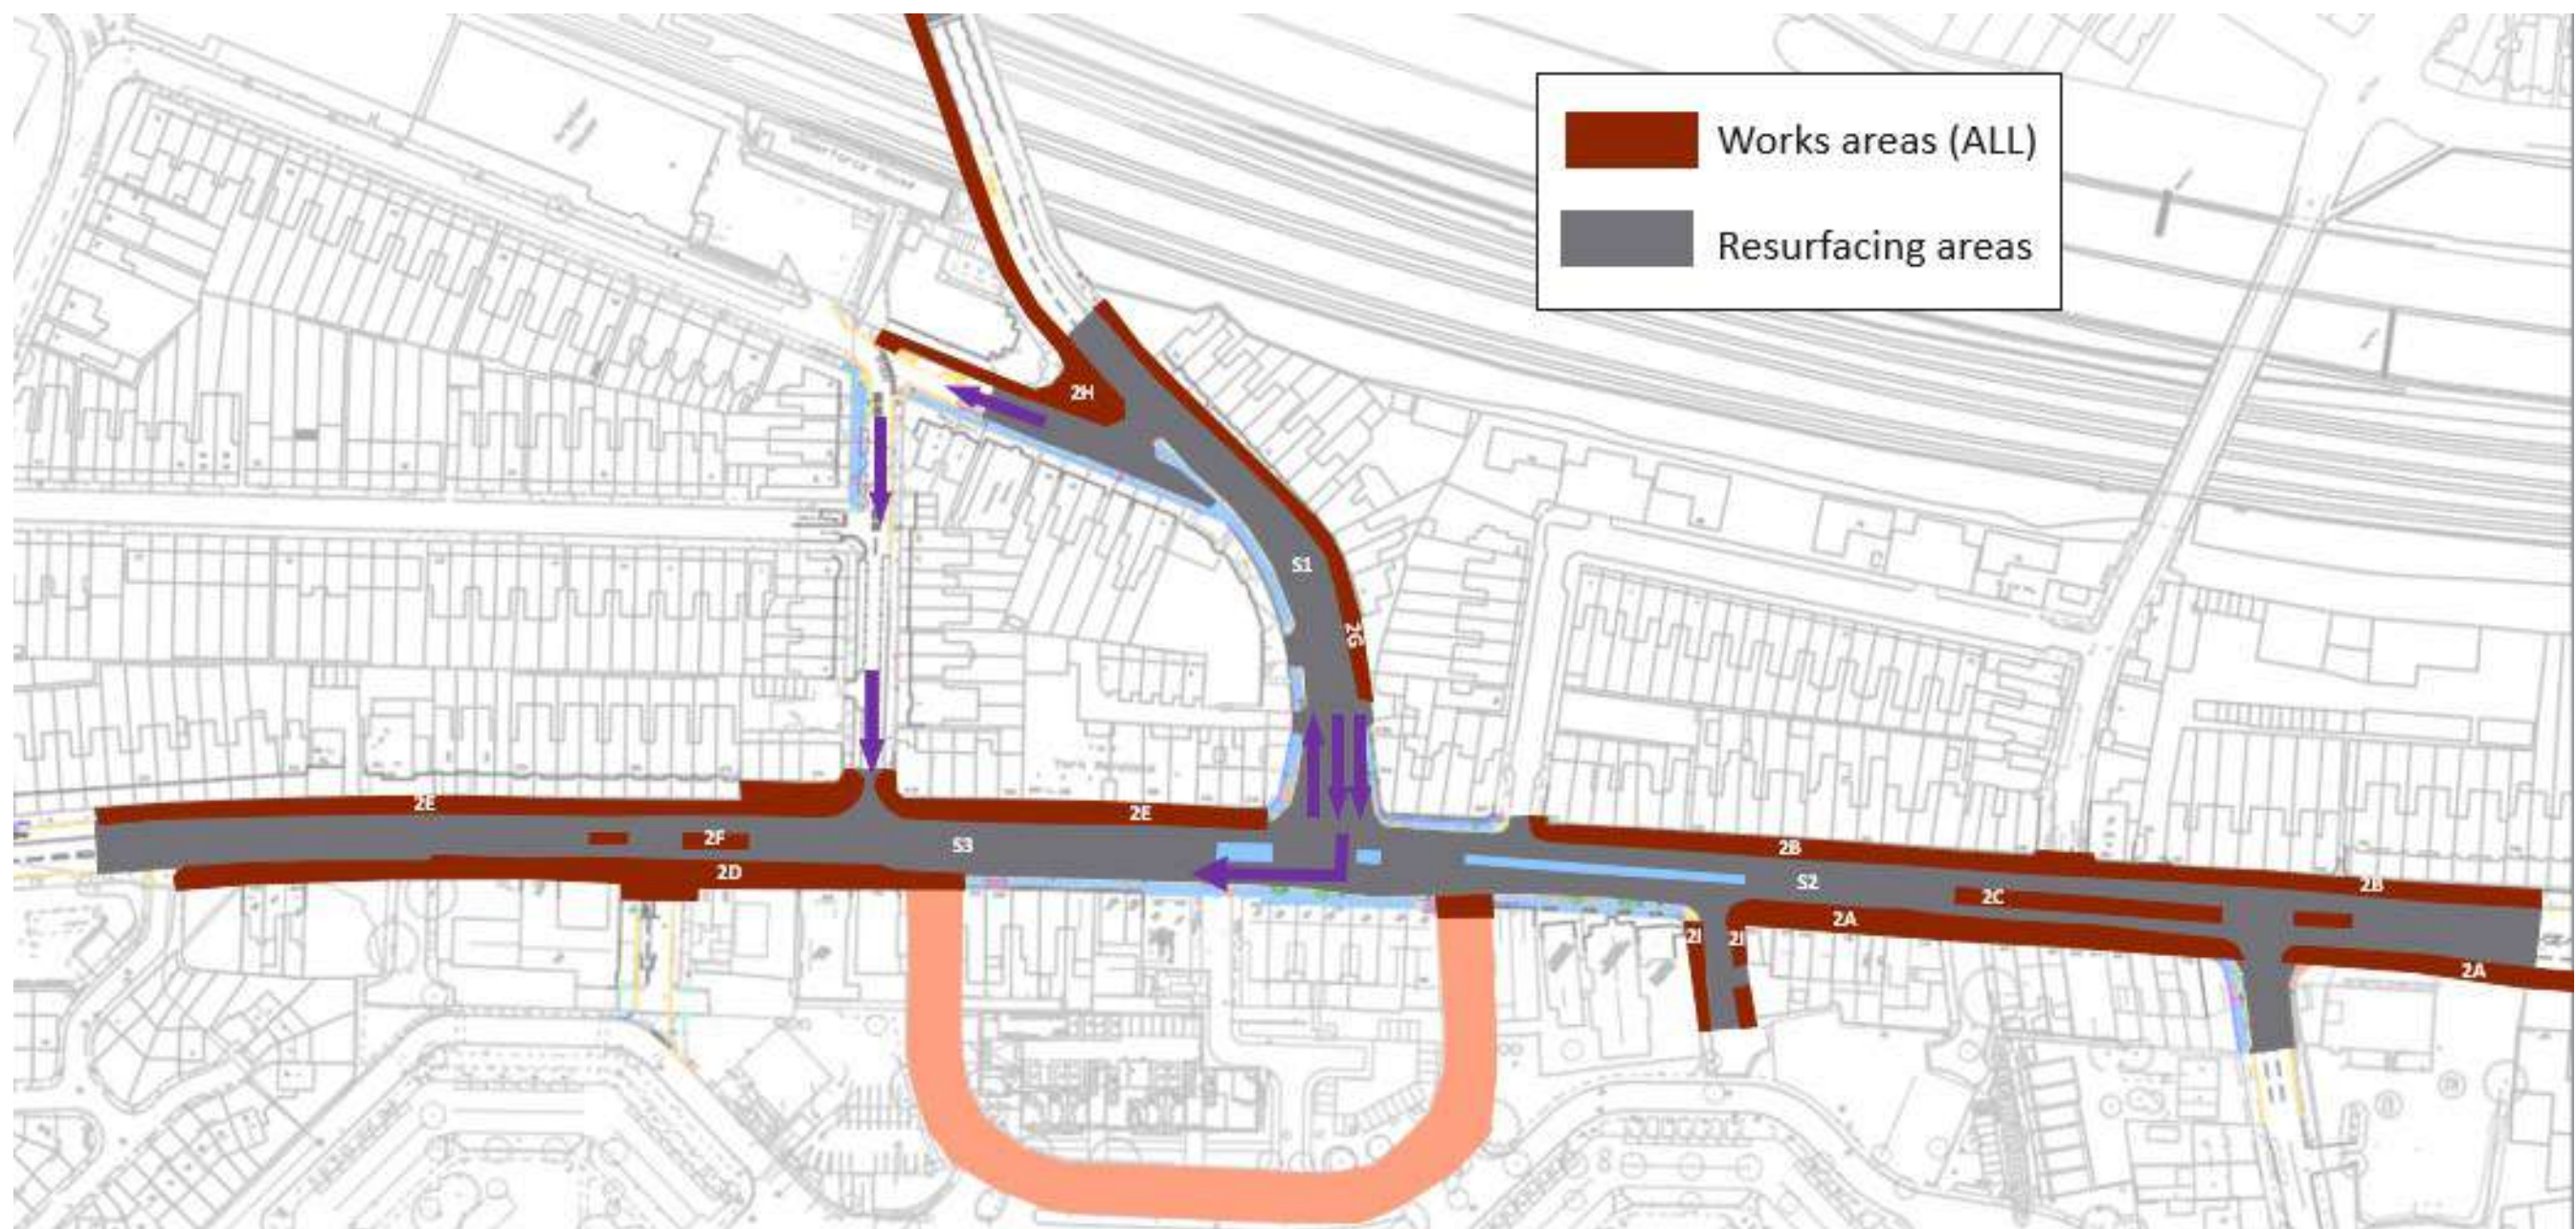 Works areas (ALL)
Resurfacing areas
2H
S1
2G
2E
2E
2F
S3
2D
2B
S2
2B
2C
2A
2I
2I
2A